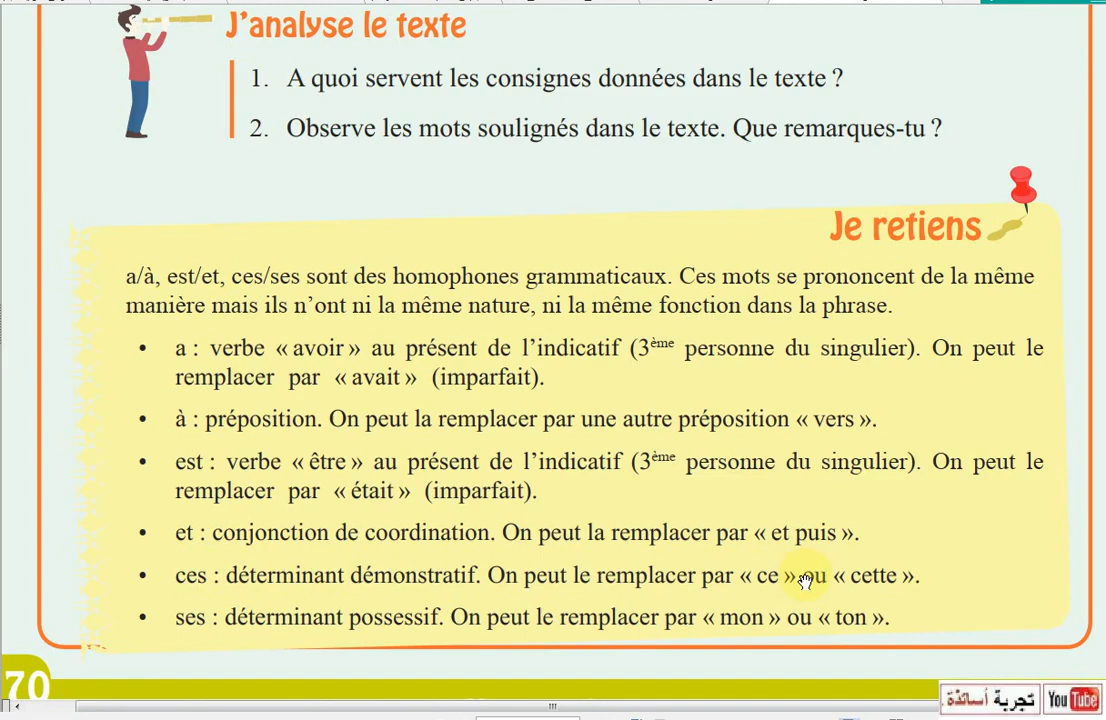 J'analyse le texte
1. A quoi servent les consignes données dans le texte ?
2. Observe les mots soulignés dans le texte. Que remarques-tu ?
Je retiens
a/à, est/et, ces/ses sont des homophones grammaticaux. Ces mots se prononcent de la même
manière mais ils n'ont ni la même nature, ni la même fonction dans la phrase.
• a : verbe « avoir » au présent de l'indicatif (3ème personne du singulier). On peut le
remplacer par « avait » (imparfait).
• à : préposition. On peut la remplacer par une autre préposition « vers ».
• est : verbe « être » au présent de l'indicatif (3ème personne du singulier). On peut le
remplacer par « était » (imparfait).
• et : conjonction de coordination. On peut la remplacer par « et puis ».
• ces : déterminant démonstratif. On peut le remplacer par « ce » ou « cette ».
• ses : déterminant possessif. On peut le remplacer par « mon » ou « ton ».
70
تجربة أساتذة
YouTube